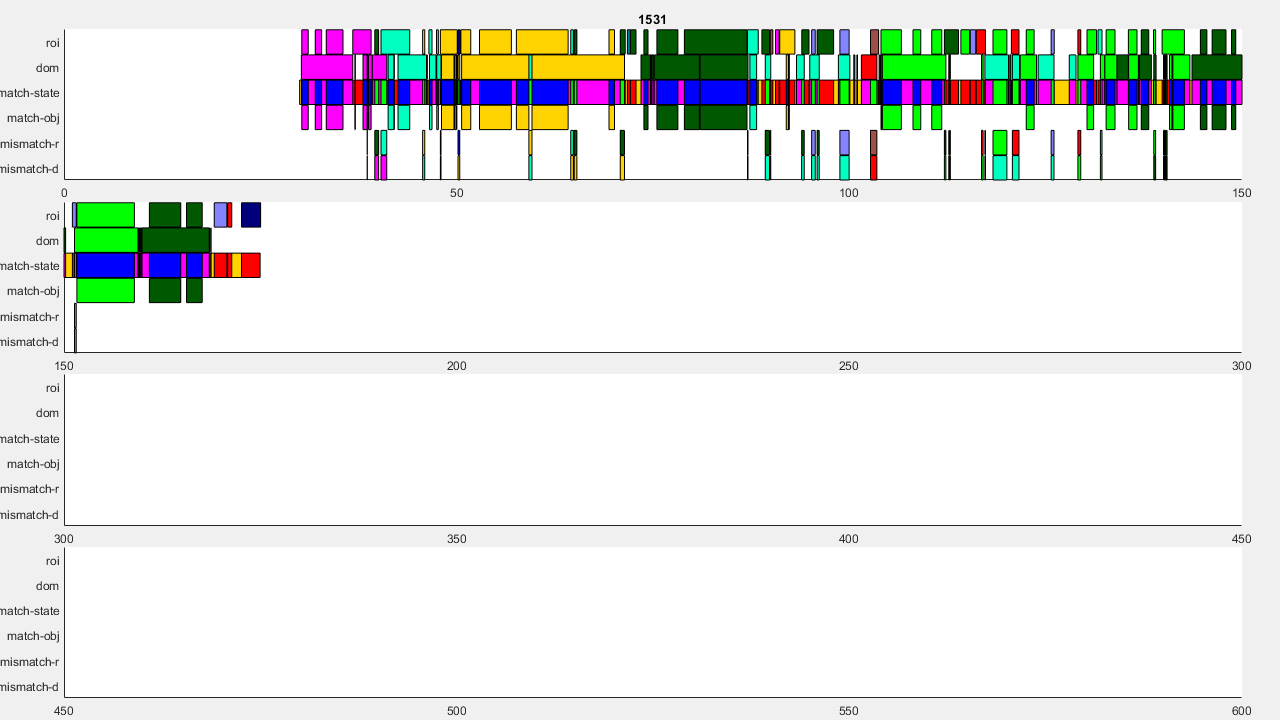 1531
roi
dom
match-state
match-obj
mismatch-r
mismatch-d
0 50 100 150
roi
dom
match-state
match-obj
mismatch-r
mismatch-d
150 200 250 300
roi
dom
match-state
match-obj
mismatch-r
mismatch-d
300 350 400 450
roi
dom
match-state
match-obj
mismatch-r
mismatch-d
450 500 550 600